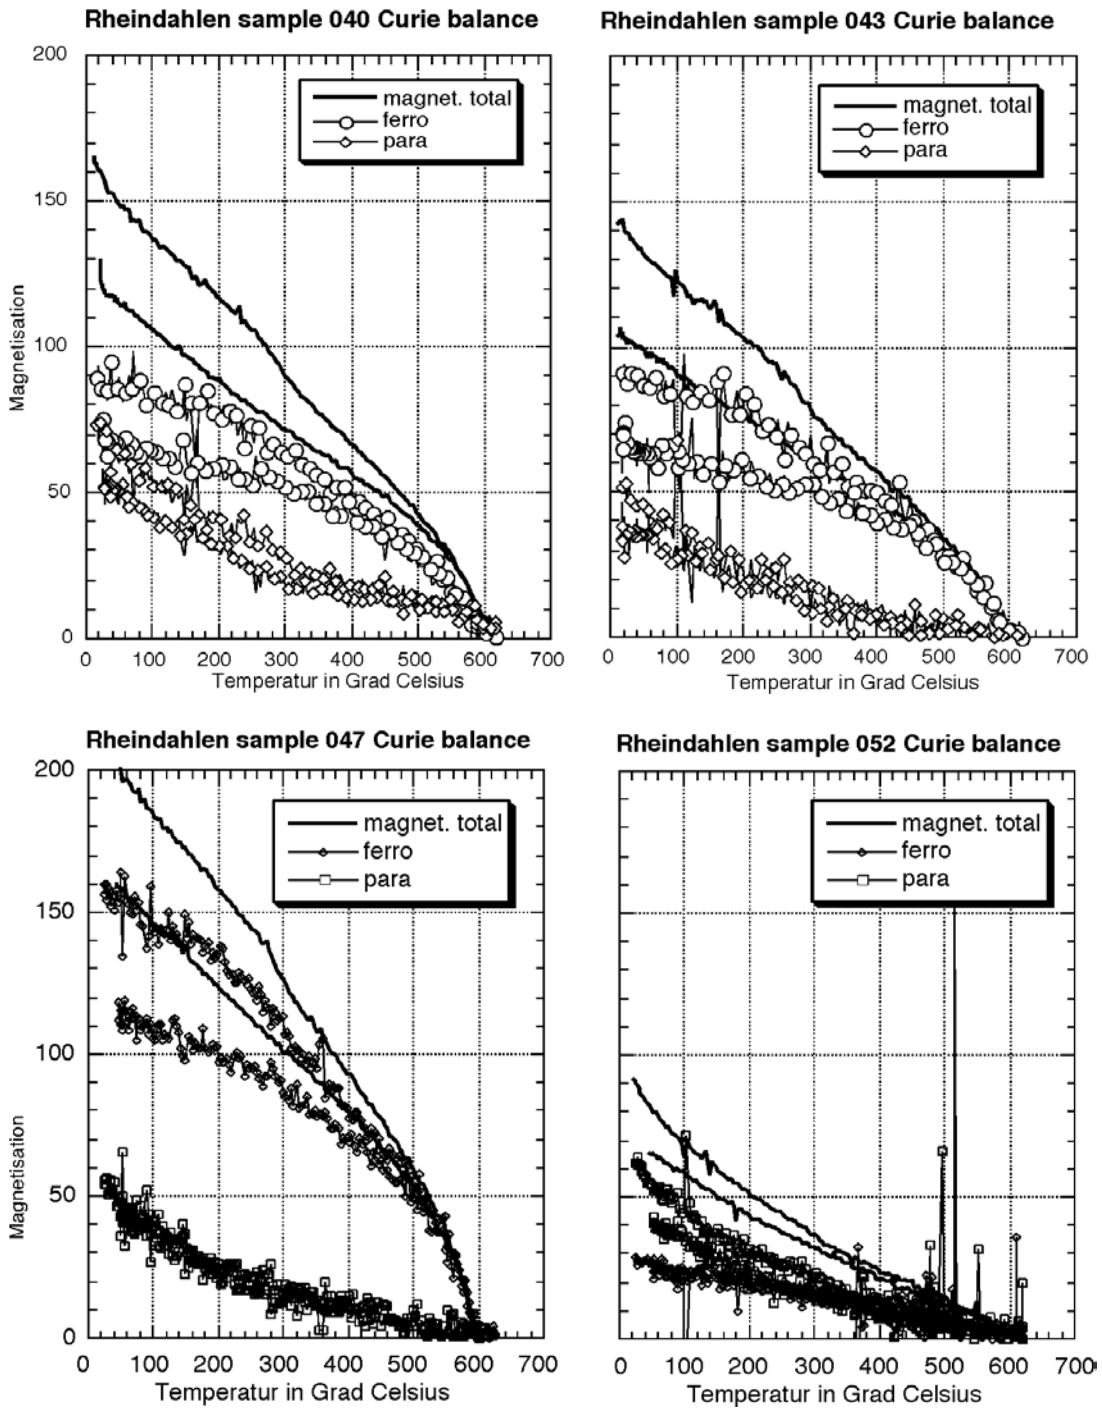 Rheindahlen sample 040 Curie balance
200
150
100
50
0
Magnetisation
magnet. total
ferro
para
0 100 200 300 400 500 600 700
Temperatur in Grad Celsius
Rheindahlen sample 043 Curie balance
magnet. total
ferro
para
0 100 200 300 400 500 600 700
Temperatur in Grad Celsius
Rheindahlen sample 047 Curie balance
200
150
100
50
0
Magnetisation
magnet. total
ferro
para
0 100 200 300 400 500 600 700
Temperatur in Grad Celsius
Rheindahlen sample 052 Curie balance
magnet. total
ferro
para
0 100 200 300 400 500 600 700
Temperatur in Grad Celsius